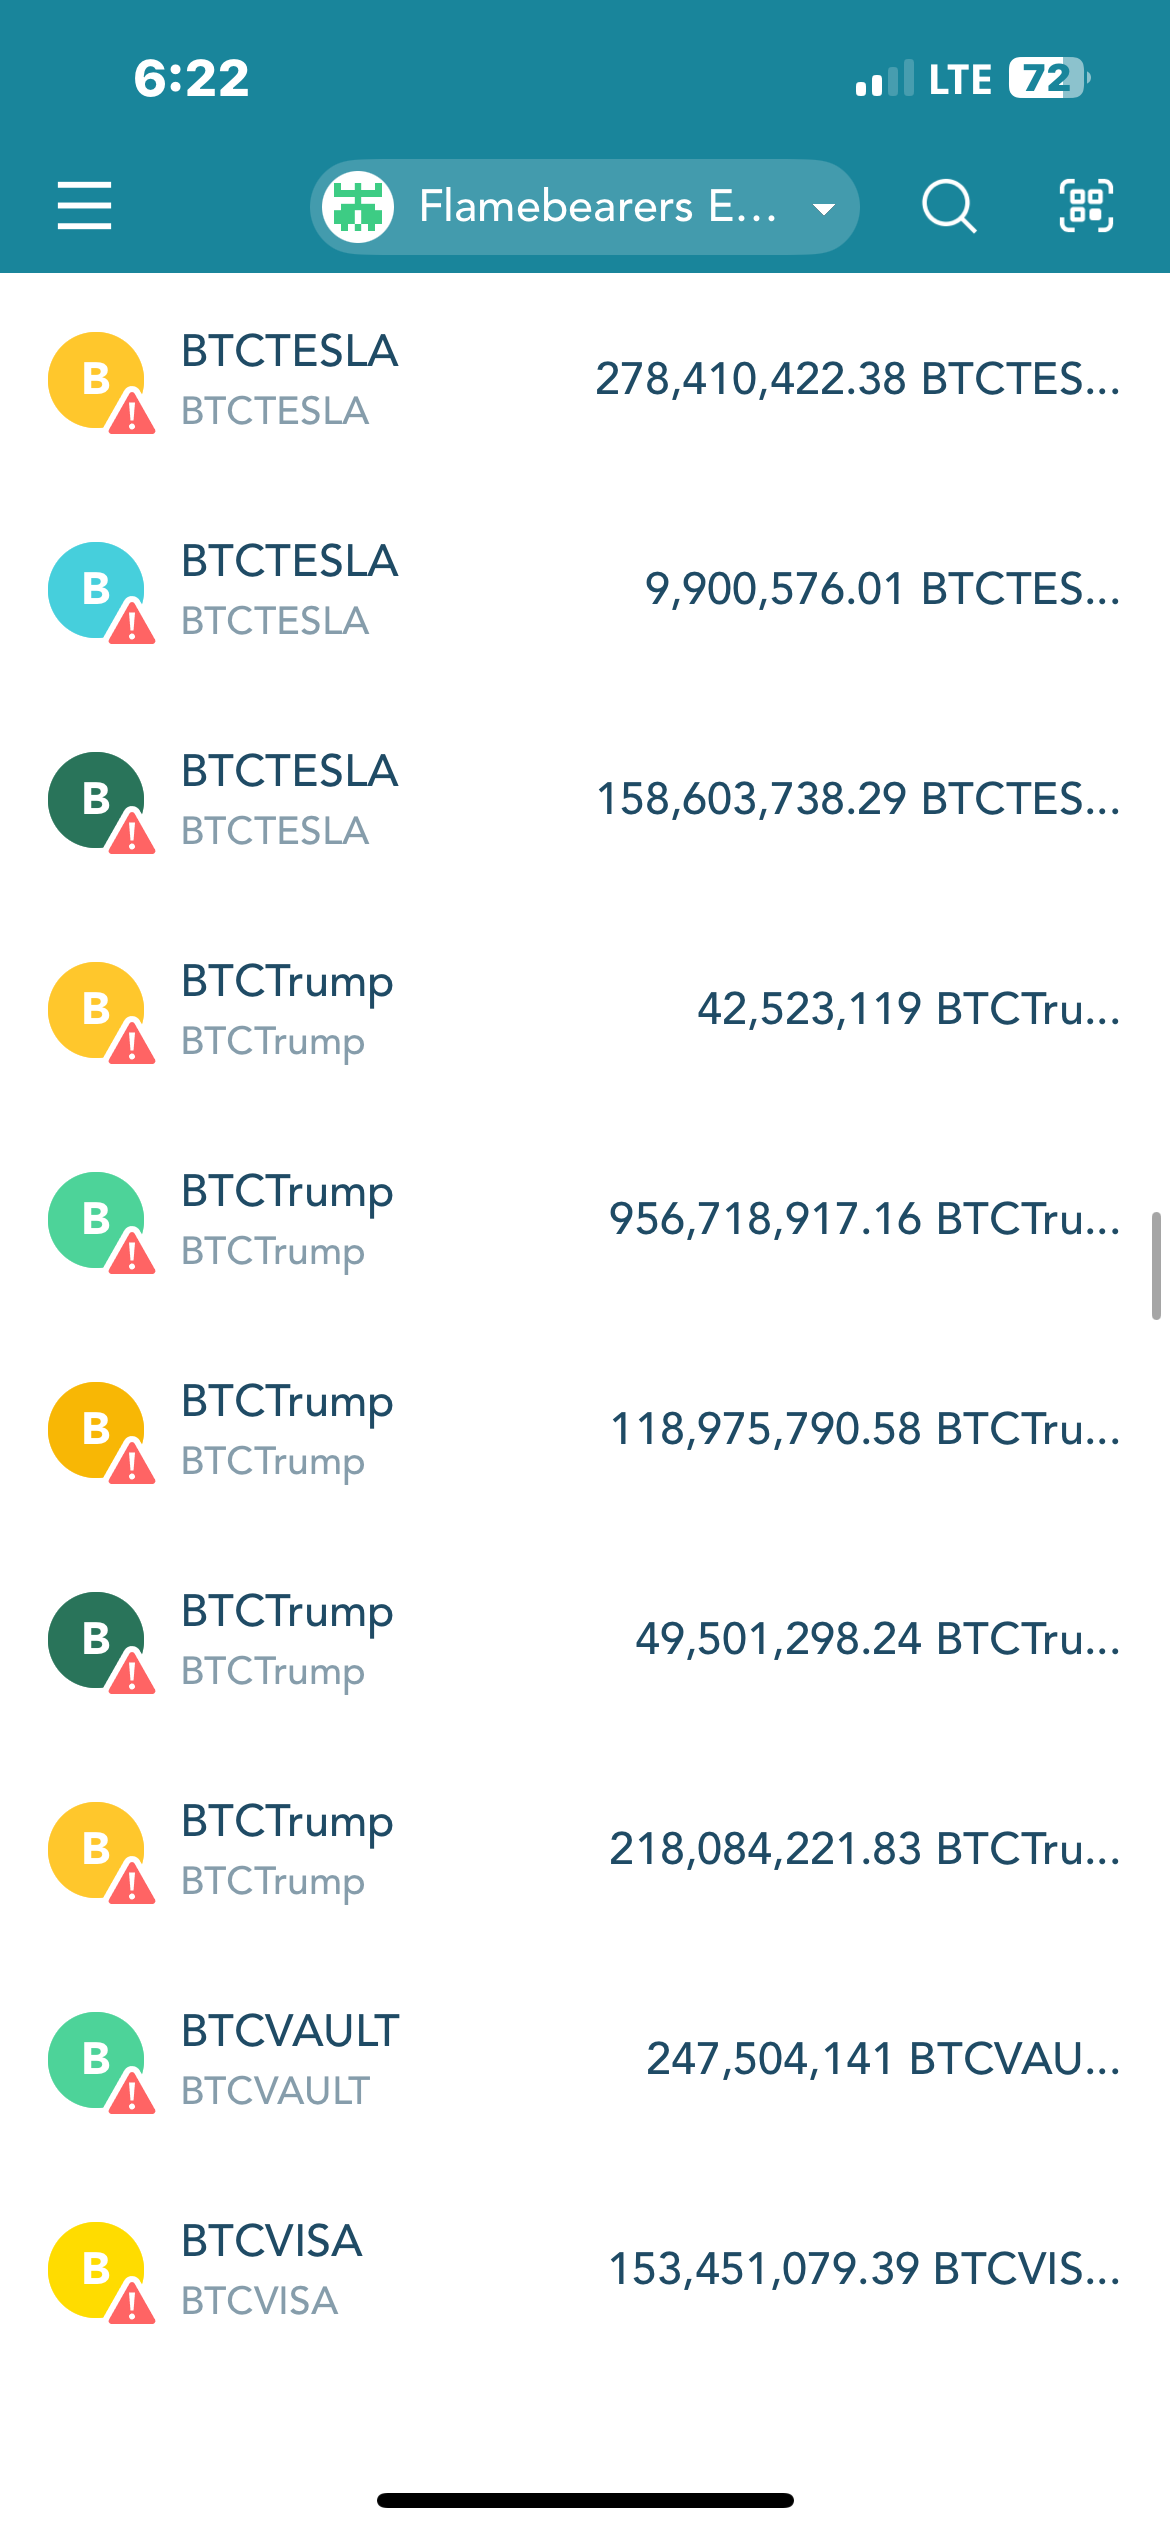 6:22
LTE 72
Flamebearers E...
BTCTESLA
BTCTESLA
278,410,422.38 BTCTES...
BTCTESLA
BTCTESLA
9,900,576.01 BTCTES...
BTCTESLA
BTCTESLA
158,603,738.29 BTCTES...
BTCTrump
BTCTrump
42,523,119 BTCTru...
BTCTrump
BTCTrump
956,718,917.16 BTCTru...
BTCTrump
BTCTrump
118,975,790.58 BTCTru...
BTCTrump
BTCTrump
49,501,298.24 BTCTru...
BTCTrump
BTCTrump
218,084,221.83 BTCTru...
BTCVAULT
BTCVAULT
247,504,141 BTCVAU...
BTCVISA
BTCVISA
153,451,079.39 BTCVIS...
B
B
B
B
B
B
B
B
B
B